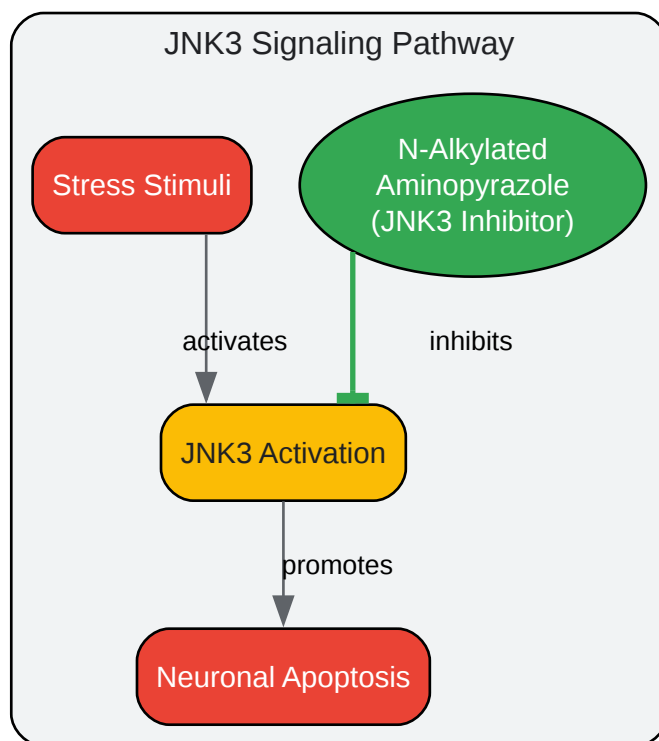 JNK3 Signaling Pathway
Stress Stimuli
N-Alkylated
Aminopyrazole
(JNK3 Inhibitor)
activates
inhibits
JNK3 Activation
promotes
Neuronal Apoptosis